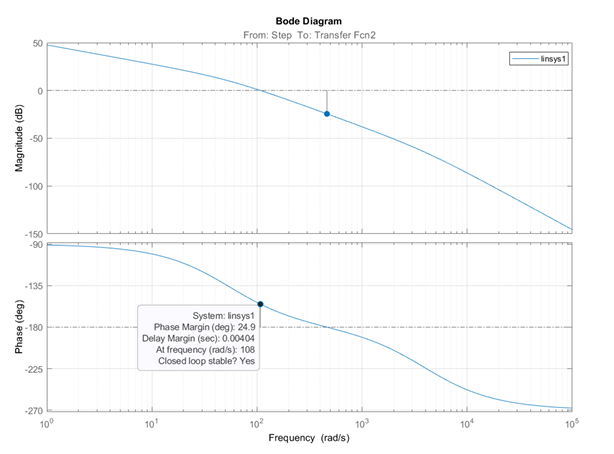 Bode Diagram
From: Step To: Transfer Fcn2
linsys1
50
0
-50
-100
-150
Magnitude (dB)
-90
-135
-180
-225
-270
Phase (deg)
System: linsys1
Phase Margin (deg): 24.9
Delay Margin (sec): 0.00404
At frequency (rad/s): 108
Closed loop stable? Yes
10^0 10^1 10^2 10^3 10^4 10^5
Frequency (rad/s)